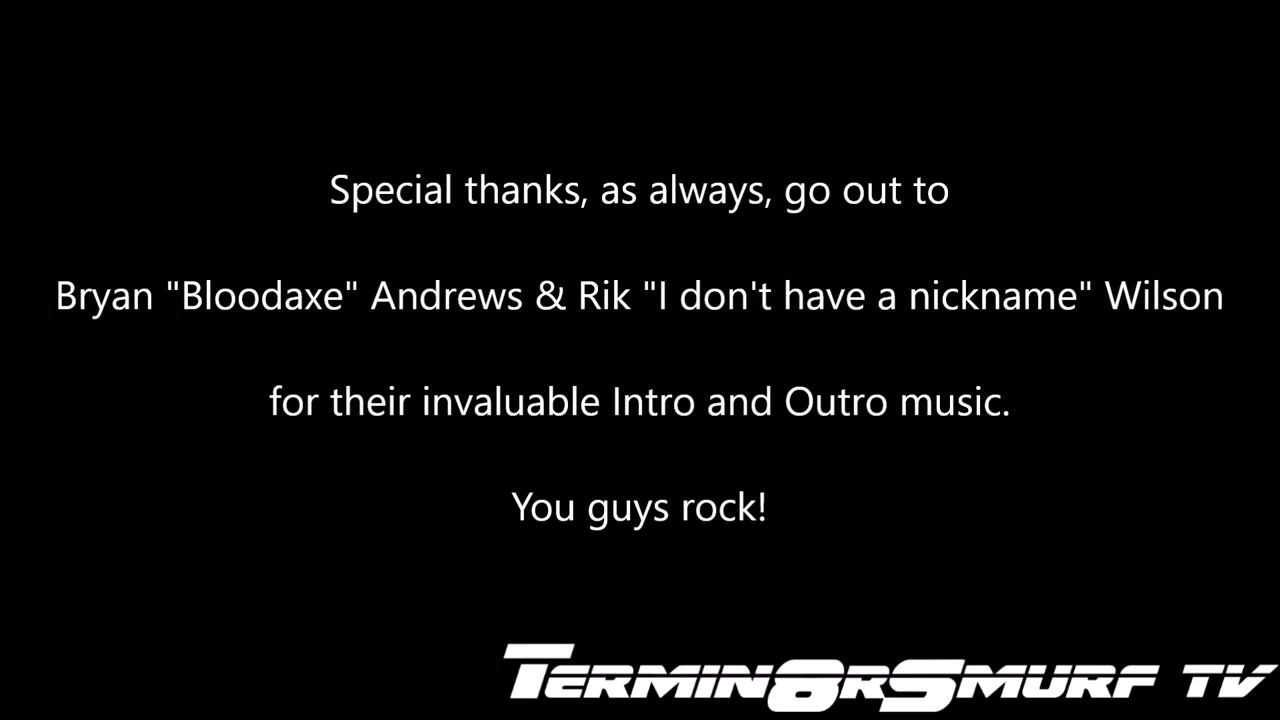 Special thanks, as always, go out to
Bryan "Bloodaxe" Andrews & Rik "I don't have a nickname" Wilson
for their invaluable Intro and Outro music.
You guys rock!
Termin8rSmurf TV